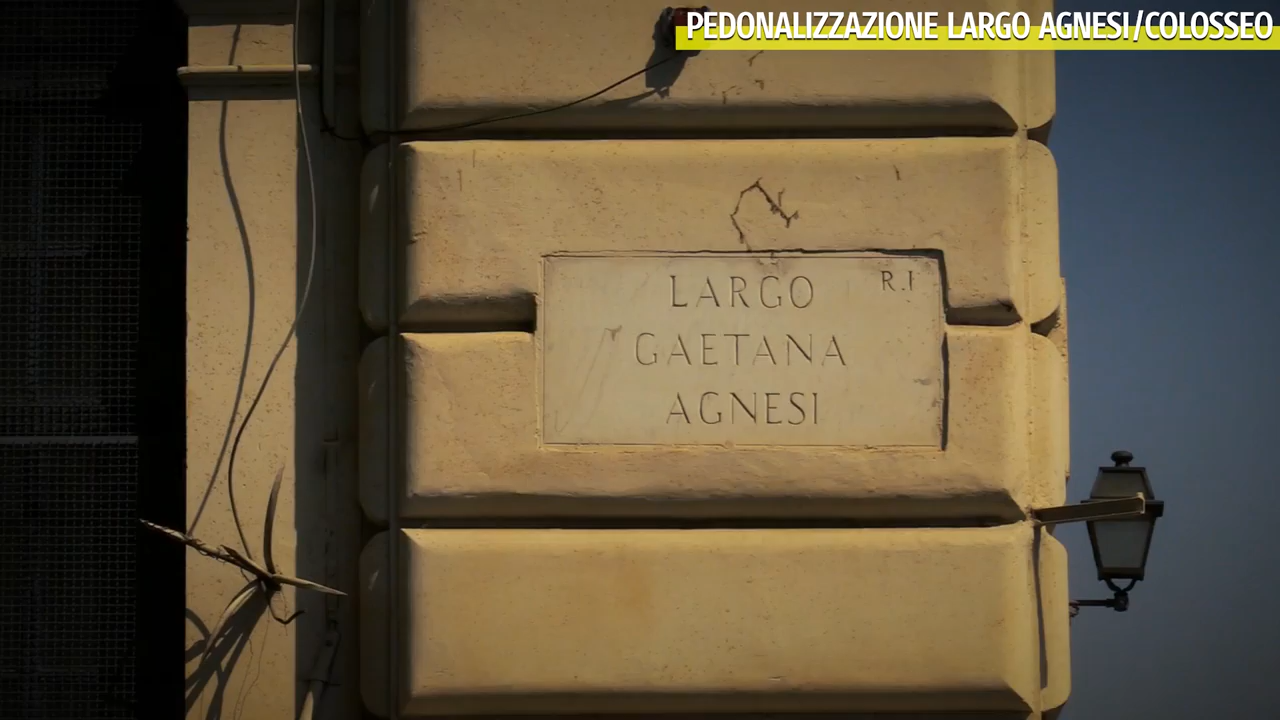 PEDONALIZZAZIONE LARGO AGNESI/COLOSSEO
R.I
LARGO
GAETANA
AGNESI